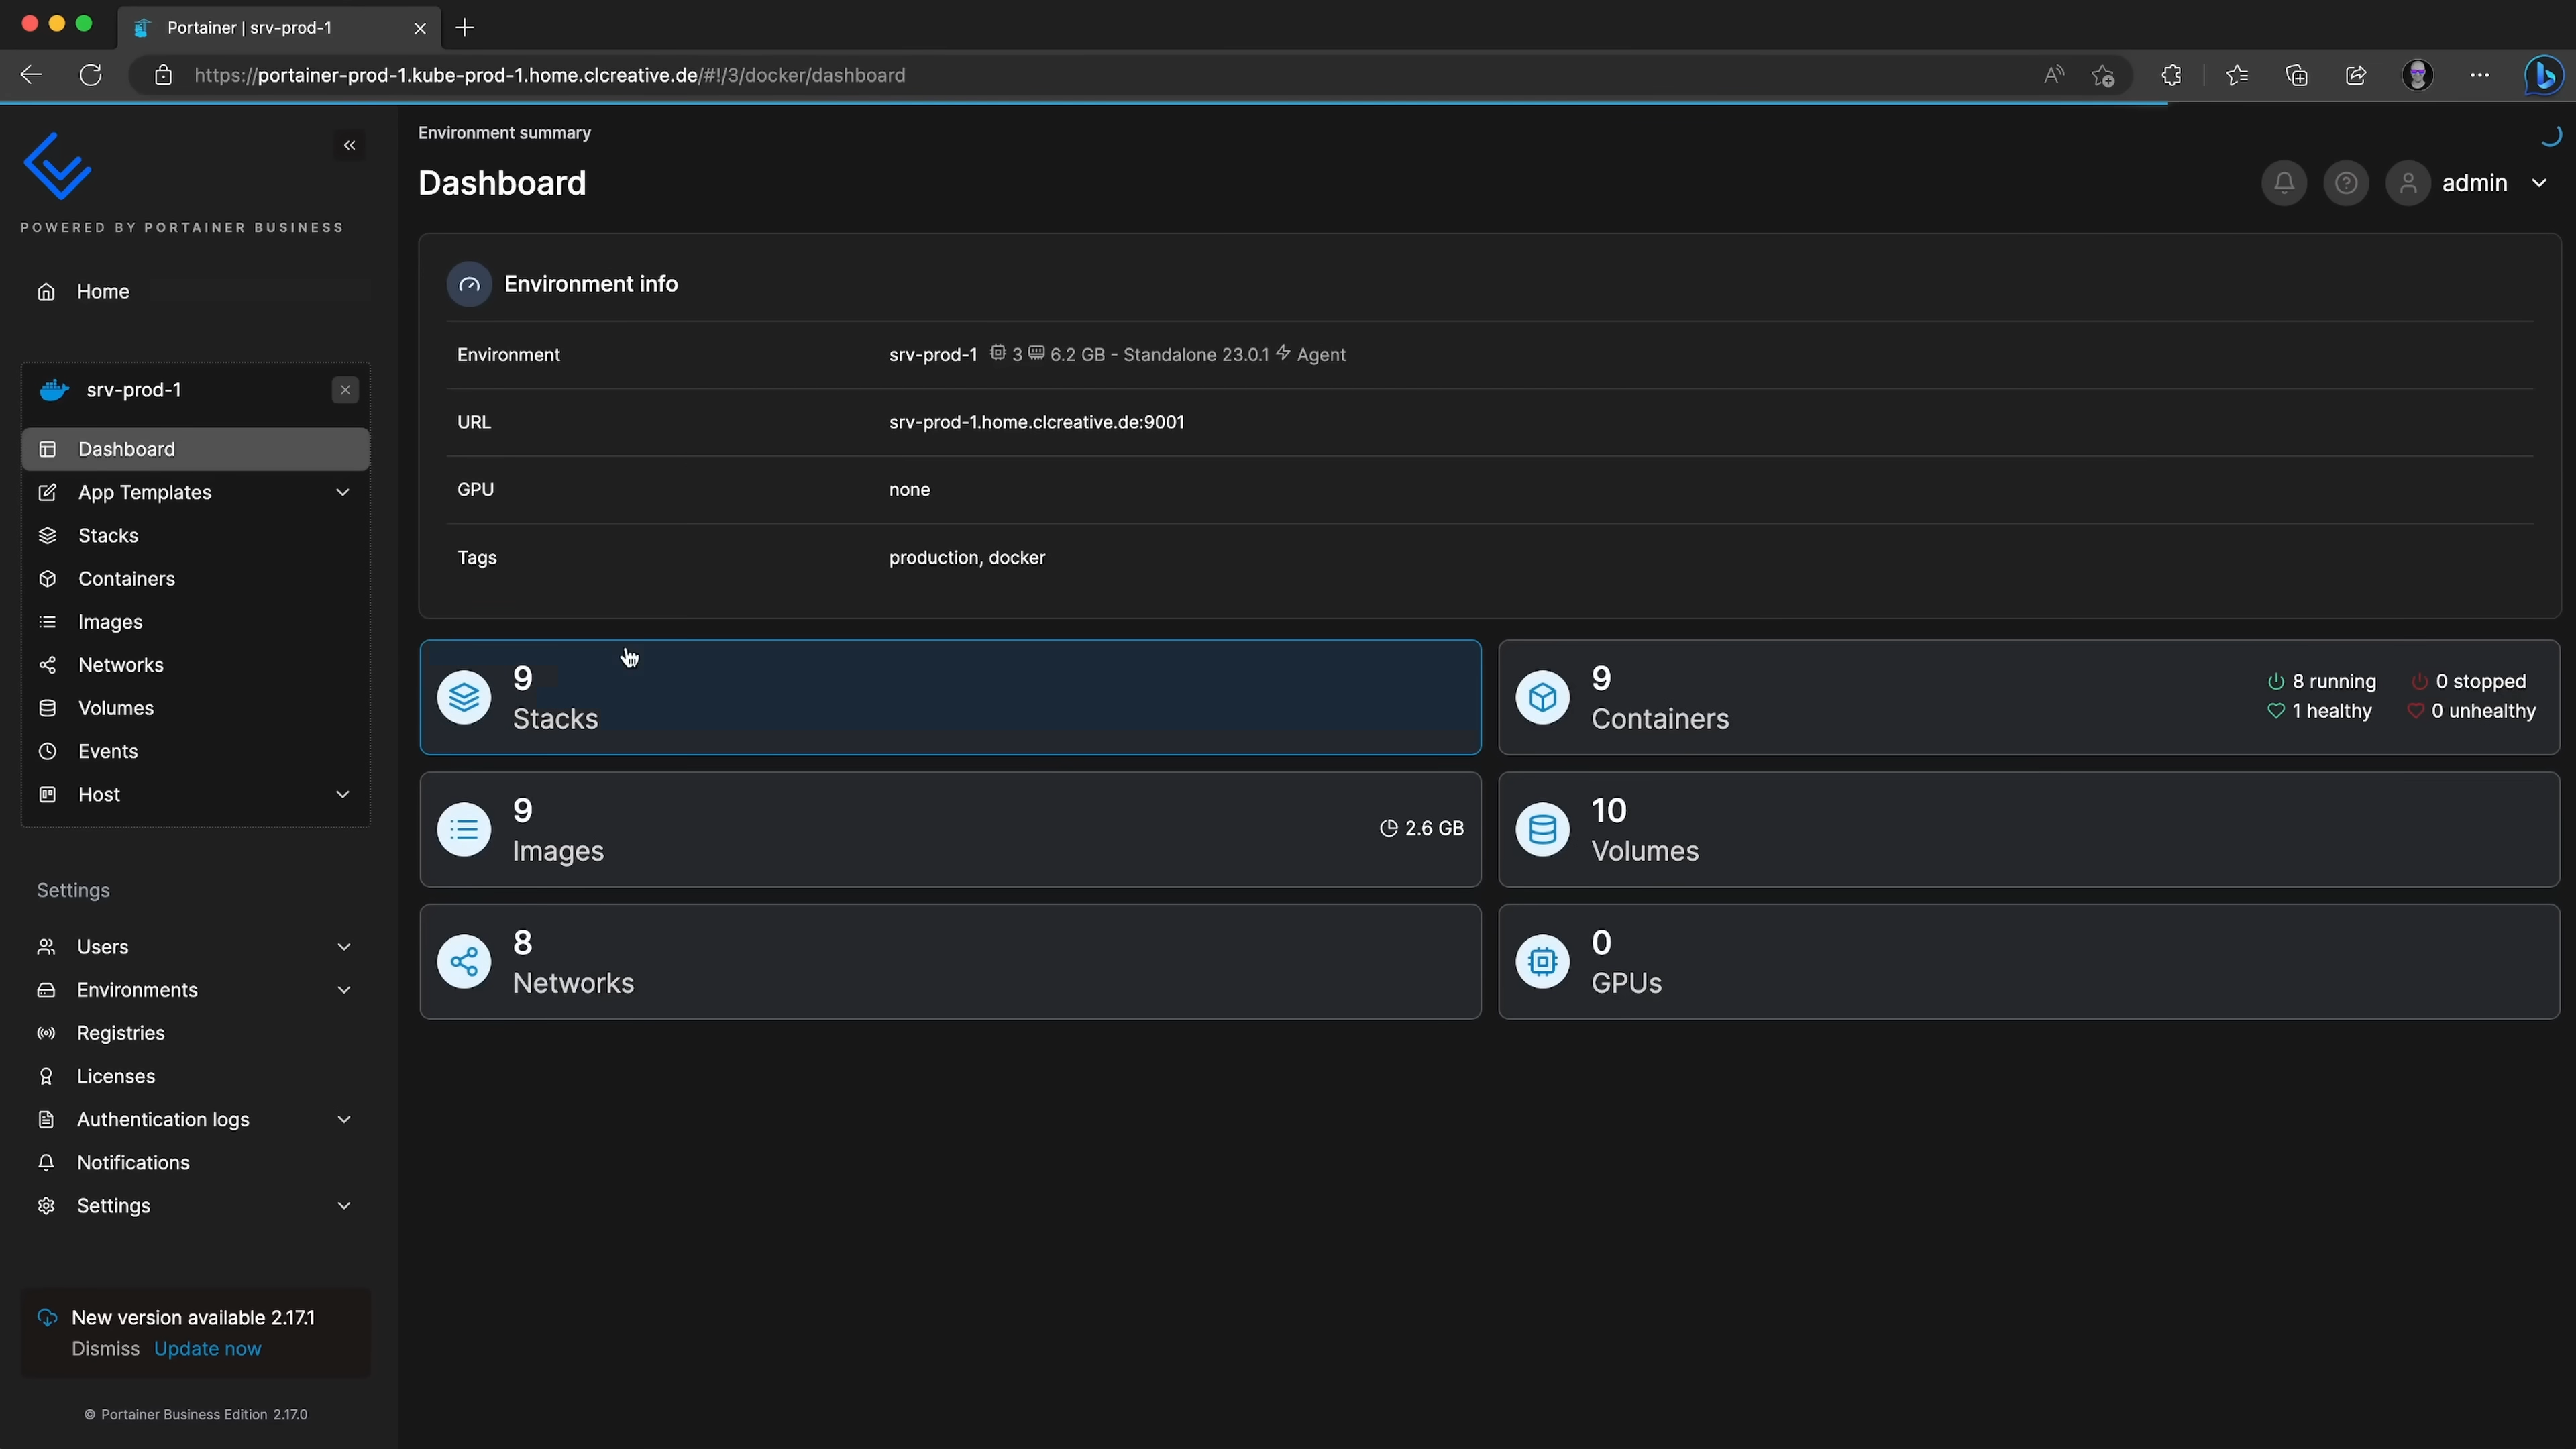 Portainer | srv-prod-1
https://portainer-prod-1.kube-prod-1.home.clcreative.de/#!/3/docker/dashboard
POWERED BY PORTAINER BUSINESS
Home
srv-prod-1
Dashboard
App Templates
Stacks
Containers
Images
Networks
Volumes
Events
Host
Settings
Users
Environments
Registries
Licenses
Authentication logs
Notifications
Settings
New version available 2.17.1
Dismiss Update now
© Portainer Business Edition 2.17.0
Environment summary
Dashboard
admin
Environment info
Environment srv-prod-1 3 6.2 GB - Standalone 23.0.1 Agent
URL srv-prod-1.home.clcreative.de:9001
GPU none
Tags production, docker
9
Stacks
9
Containers
8 running 0 stopped
1 healthy 0 unhealthy
9
Images
2.6 GB
10
Volumes
8
Networks
0
GPUs